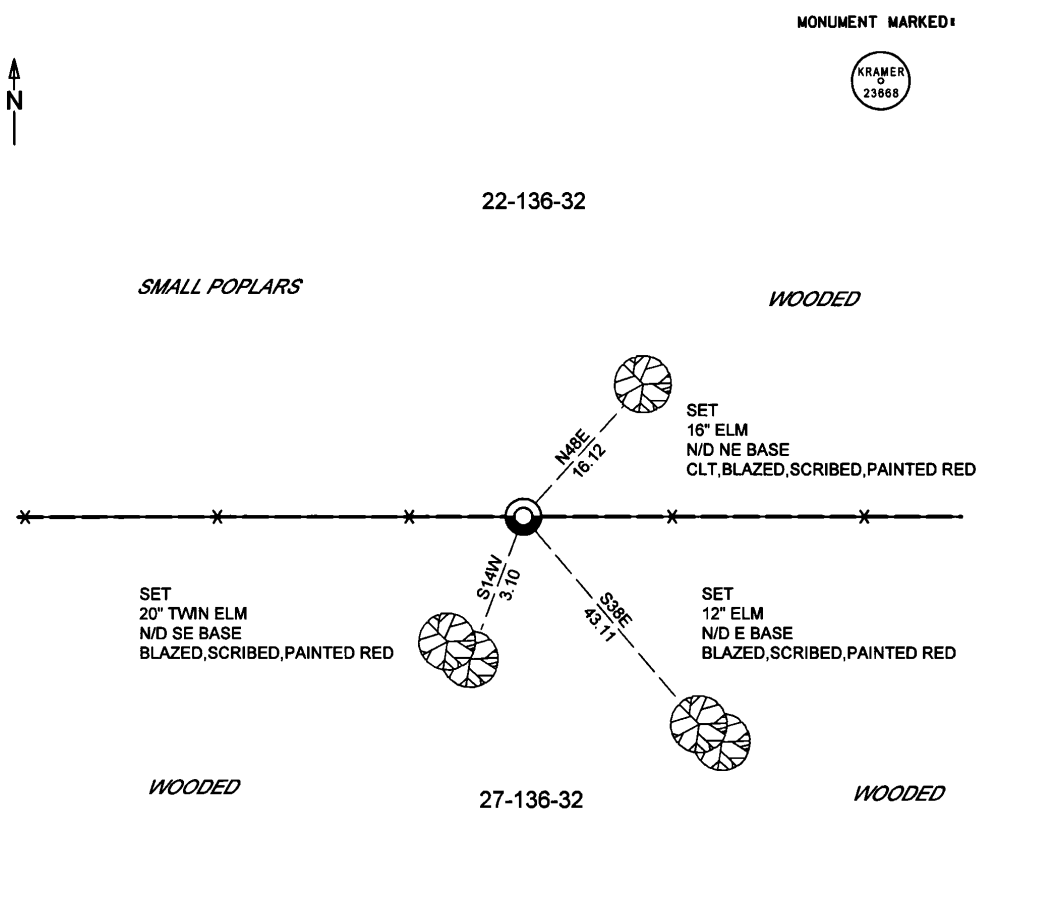 MONUMENT MARKED:
KRAMER
23668
N
22-136-32
SMALL POPLARS
WOODED
SET
16" ELM
N/D NE BASE
CLT,BLAZED,SCRIBED,PAINTED RED
N48E
16.12
S14W
3.10
S38E
43.11
SET
20" TWIN ELM
N/D SE BASE
BLAZED,SCRIBED,PAINTED RED
SET
12" ELM
N/D E BASE
BLAZED,SCRIBED,PAINTED RED
WOODED
27-136-32
WOODED